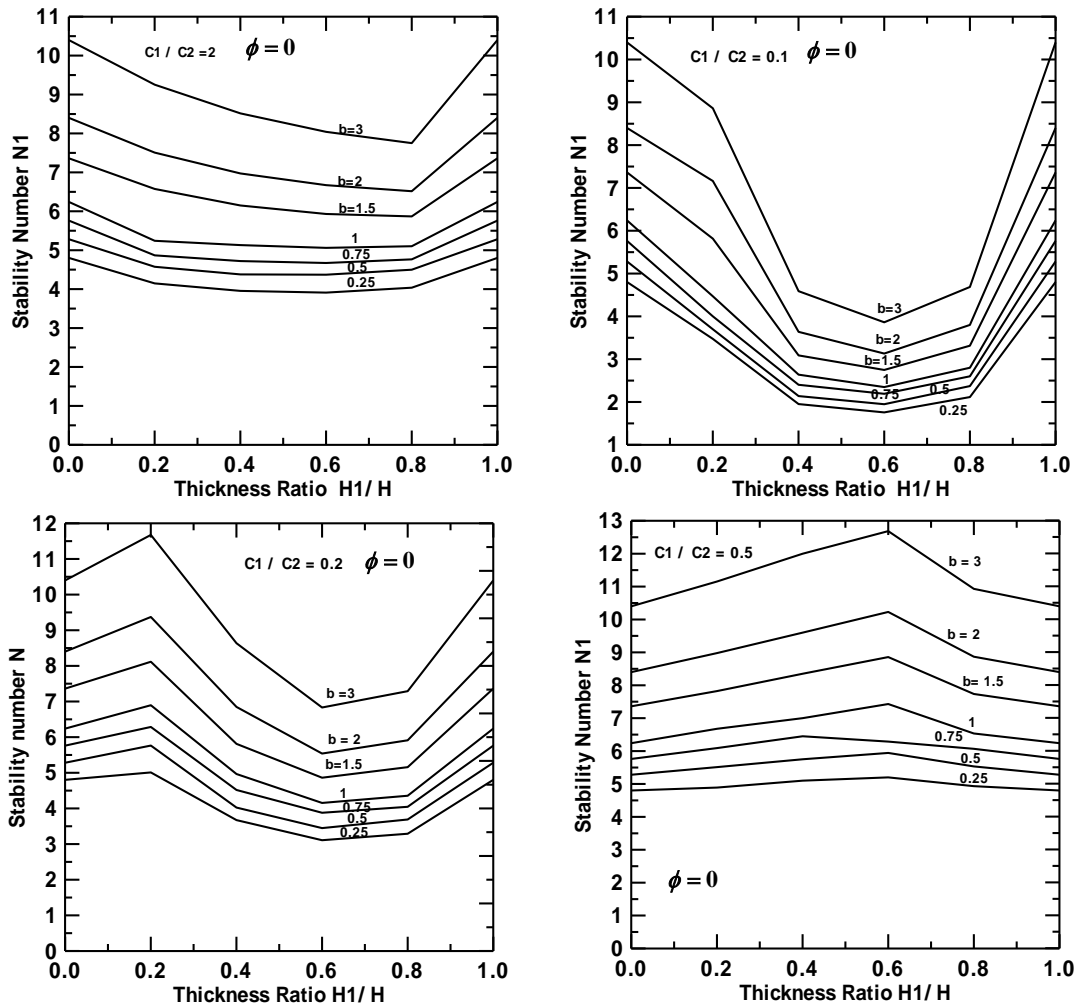 C1 / C2 =2 ϕ = 0
11
10
9
8
7
6
5
4
3
2
1
0
Stability Number N1
b=3
b=2
b=1.5
1
0.75
0.5
0.25
0.0 0.2 0.4 0.6 0.8 1.0
Thickness Ratio H1/ H
C1 / C2 = 0.1 ϕ = 0
11
10
9
8
7
6
5
4
3
2
1
Stability Number N1
b=3
b=2
b=1.5
1
0.75
0.5
0.25
0.0 0.2 0.4 0.6 0.8 1.0
Thickness Ratio H1/ H
C1 / C2 = 0.2 ϕ = 0
12
11
10
9
8
7
6
5
4
3
2
1
0
Stability number N
b =3
b = 2
b=1.5
1
0.75
0.5
0.25
0.0 0.2 0.4 0.6 0.8 1.0
Thickness Ratio H1/ H
C1 / C2 = 0.5
13
12
11
10
9
8
7
6
5
4
3
2
1
0
Stability Number N1
b = 3
b = 2
b= 1.5
1
0.75
0.5
0.25
ϕ = 0
0.0 0.2 0.4 0.6 0.8 1.0
Thickness Ratio H1/ H